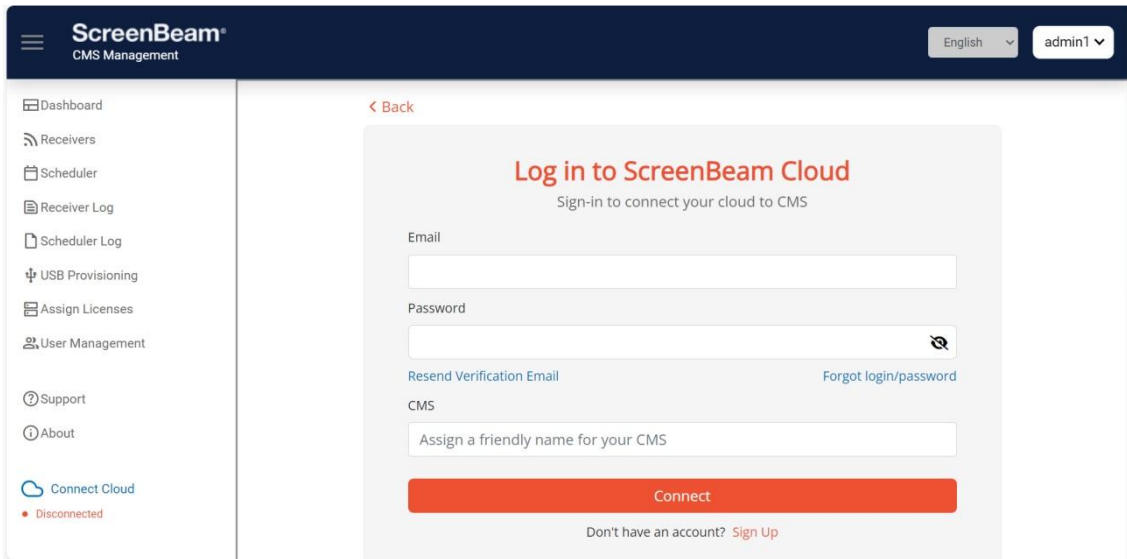 ScreenBeam®
CMS Management
English
admin1
Dashboard
Receivers
Scheduler
Receiver Log
Scheduler Log
USB Provisioning
Assign Licenses
User Management
Support
About
Connect Cloud
Disconnected
Back
Log in to ScreenBeam Cloud
Sign-in to connect your cloud to CMS
Email
Password
Resend Verification Email
Forgot login/password
CMS
Assign a friendly name for your CMS
Connect
Don't have an account? Sign Up